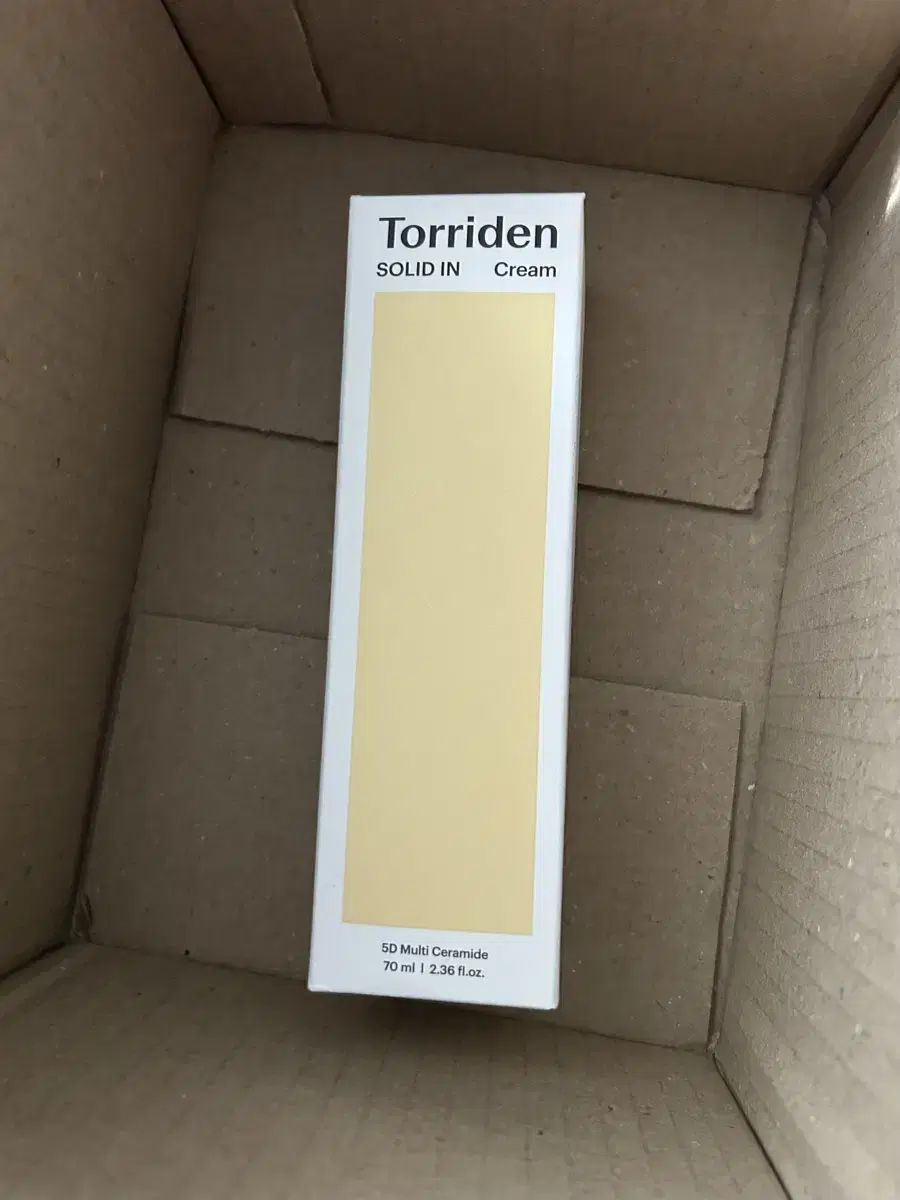 Torriden
SOLID IN Cream
5D Multi Ceramide
70 ml | 2.36 fl.oz.